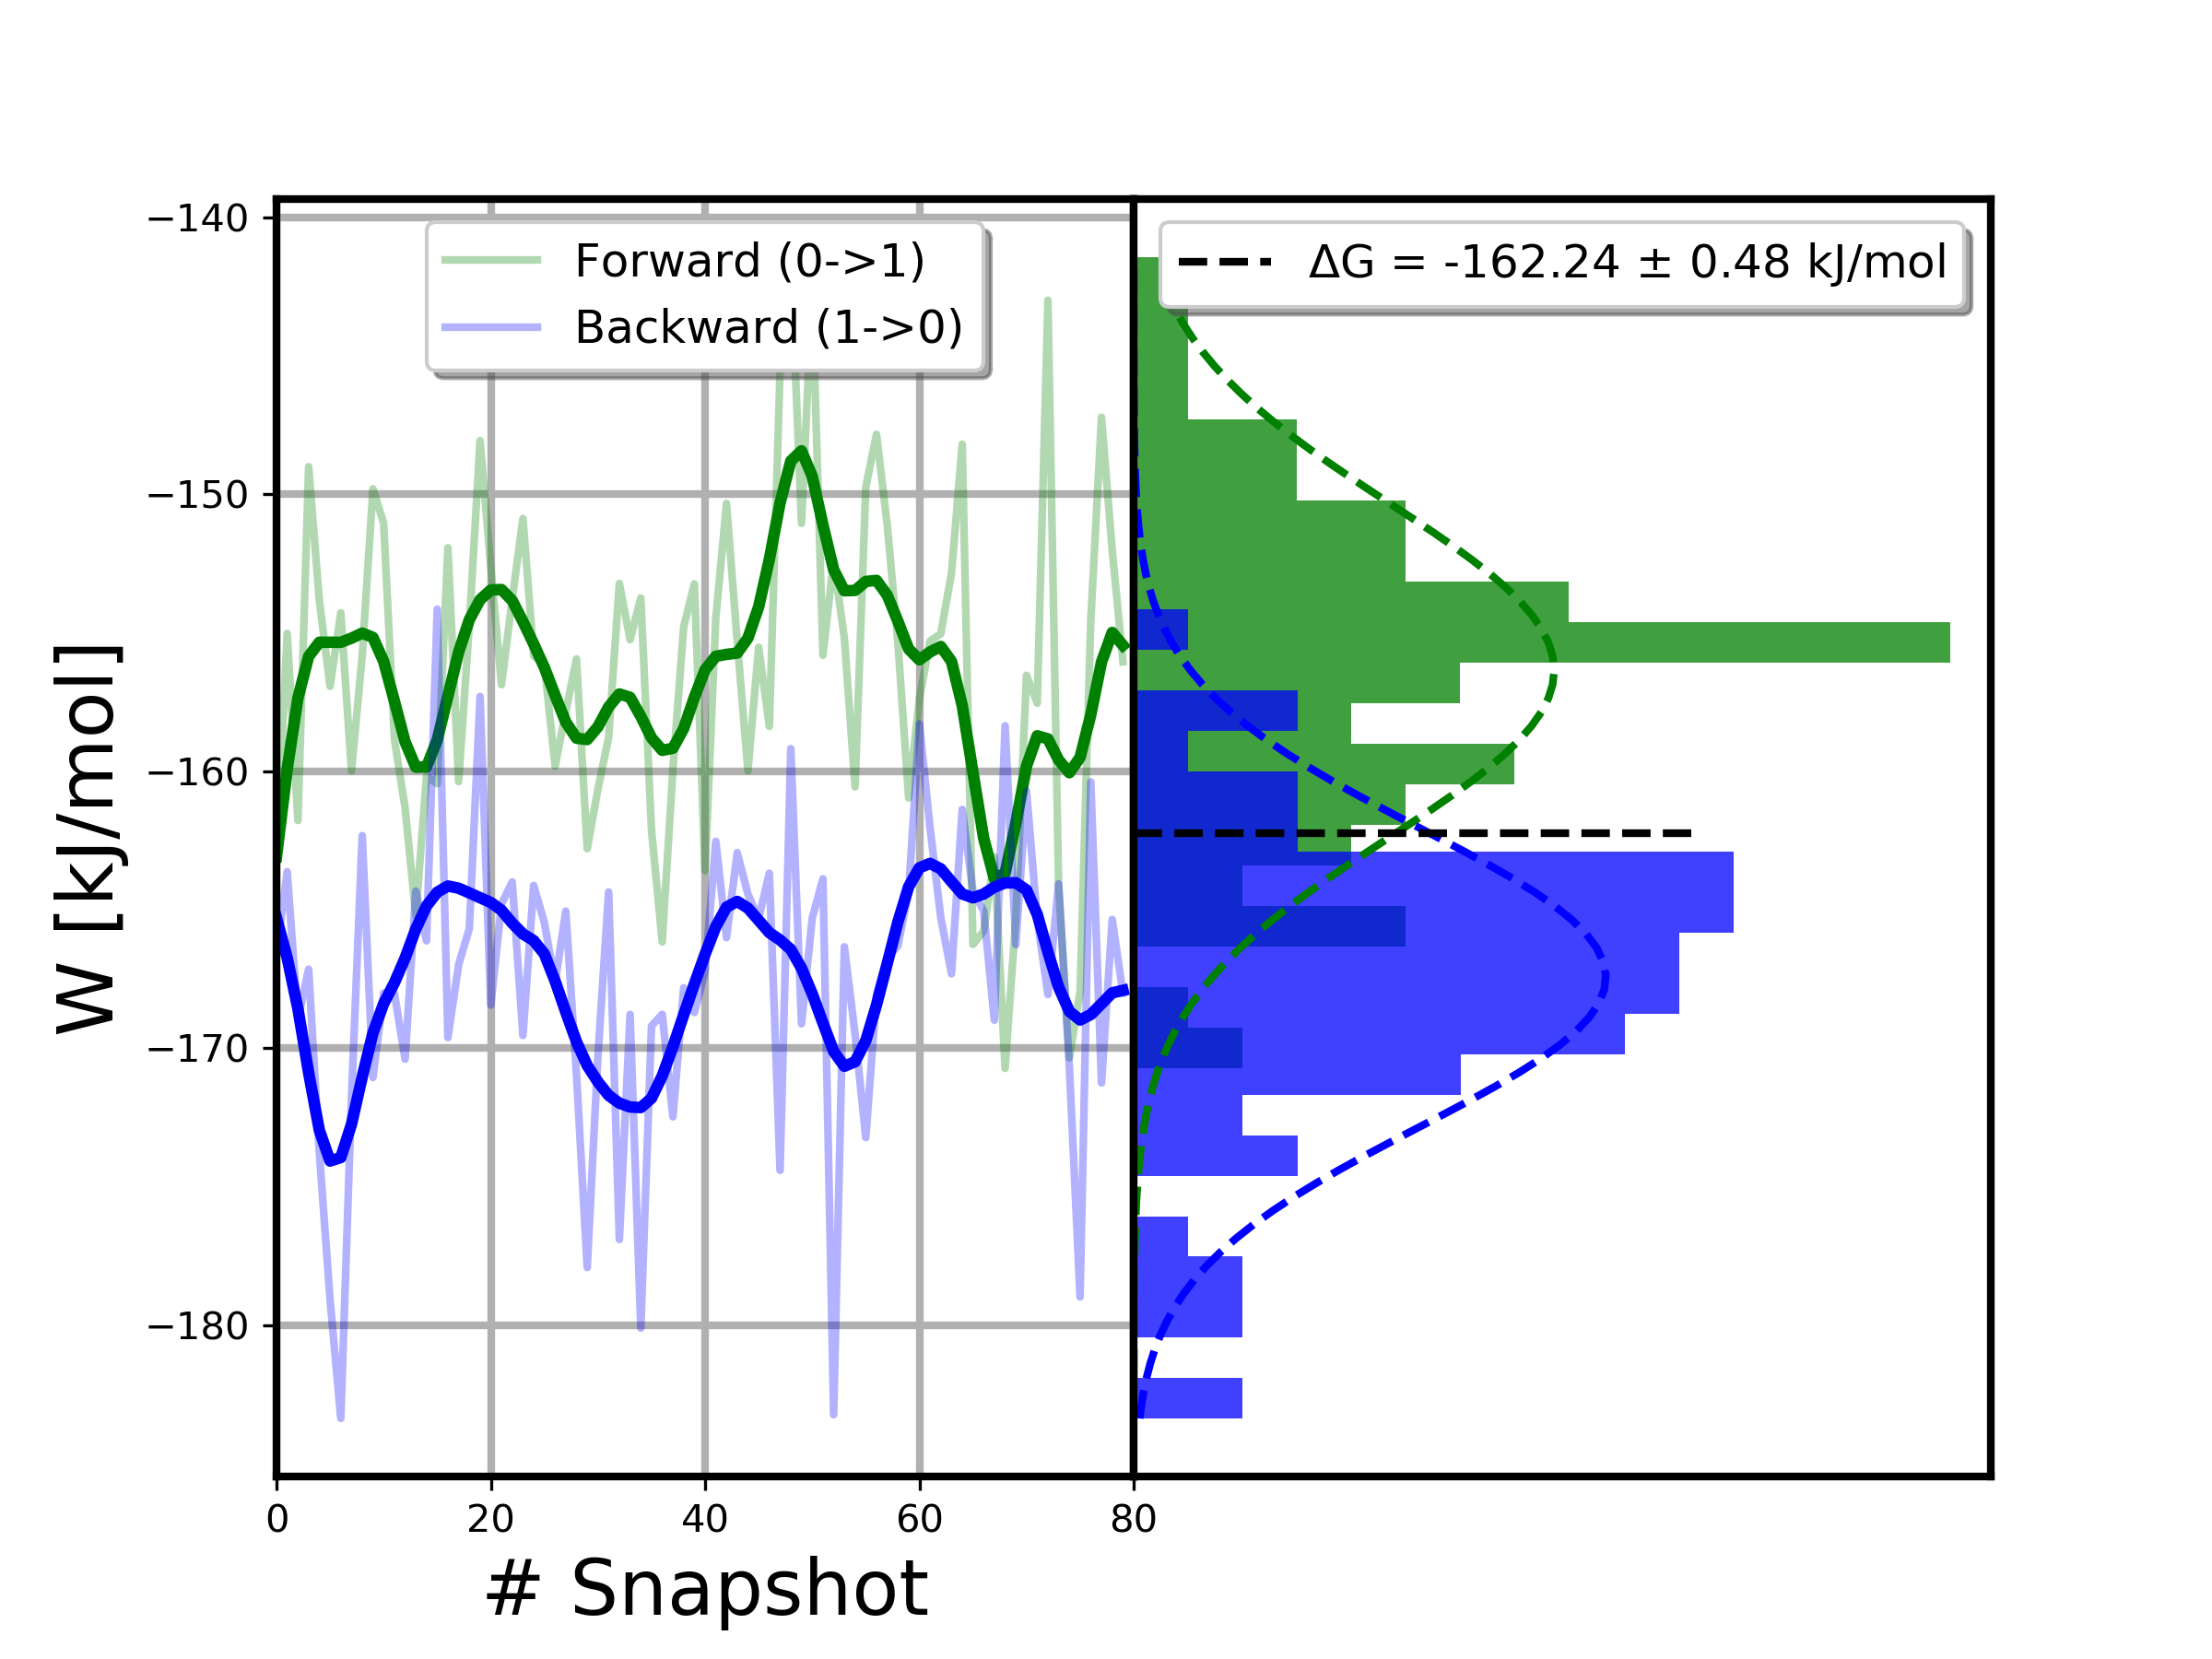 Forward (0->1)
Backward (1->0)
ΔG = -162.24 ± 0.48 kJ/mol
W [kJ/mol]
−140
−150
−160
−170
−180
0 20 40 60 80
# Snapshot